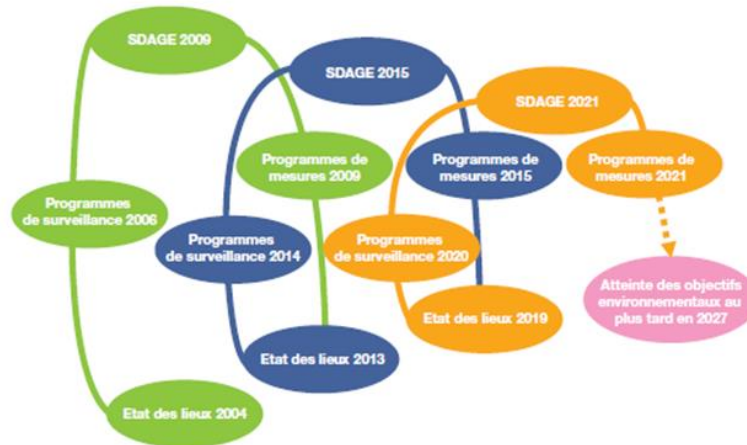 SDAGE 2009
SDAGE 2015
SDAGE 2021
Programmes de
mesures 2009
Programmes de
mesures 2015
Programmes de
mesures 2021
Programmes
de surveillance 2006
Programmes
de surveillance 2014
Programmes
de surveillance 2020
Atteinte des objectifs
environnementaux au
plus tard en 2027
Etat des lieux 2019
Etat des lieux 2013
Etat des lieux 2004